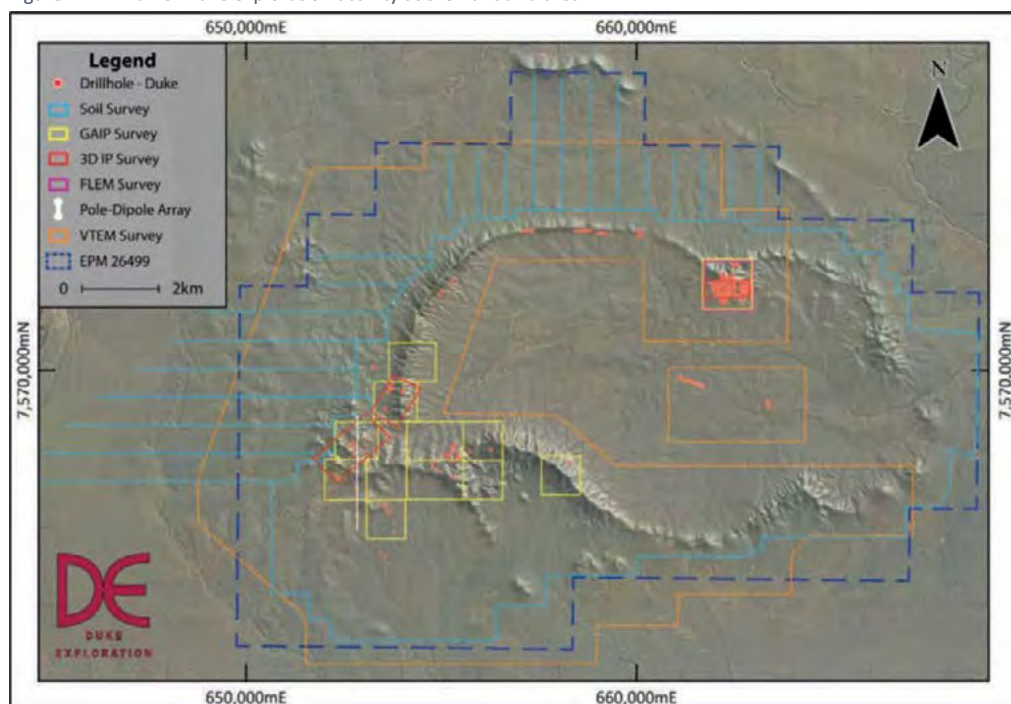 650,000mE
660,000mE
Legend
Drillhole - Duke
Soil Survey
GAIP Survey
3D IP Survey
FLEM Survey
Pole-Dipole Array
VTEM Survey
EPM 26499
0
2km
N
7,570,000mN
7,570,000mN
DE
DUKE
EXPLORATION
650,000mE
660,000mE